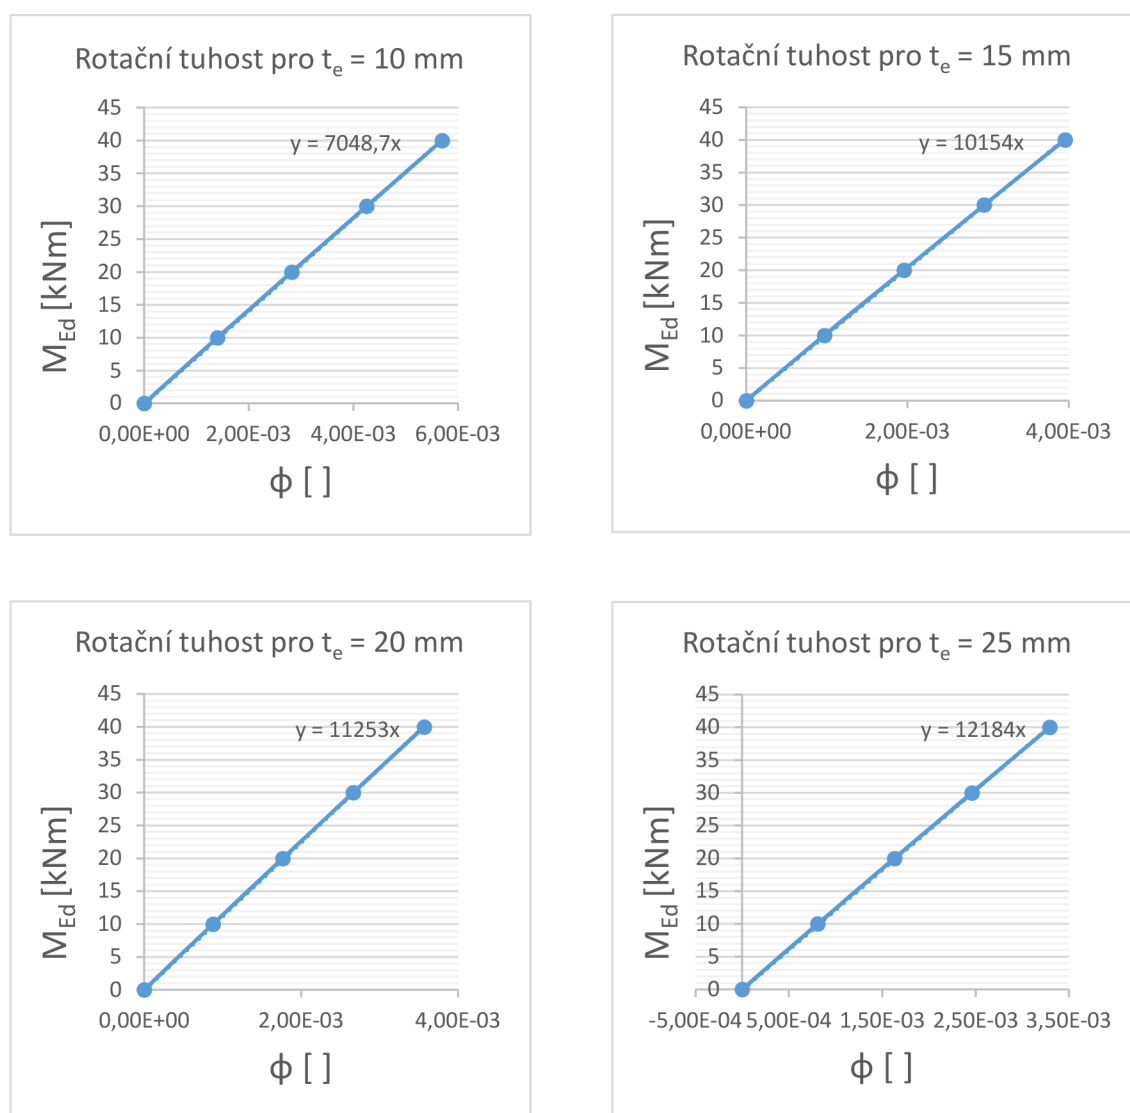 Rotační tuhost pro te = 10 mm
45
40
35
30
25
20
15
10
5
0
y = 7048,7x
MEd [kNm]
0,00E+00 2,00E-03 4,00E-03 6,00E-03
ϕ [ ]
Rotační tuhost pro te = 15 mm
45
40
35
30
25
20
15
10
5
0
y = 10154x
MEd [kNm]
0,00E+00 2,00E-03 4,00E-03
ϕ [ ]
Rotační tuhost pro te = 20 mm
45
40
35
30
25
20
15
10
5
0
y = 11253x
MEd [kNm]
0,00E+00 2,00E-03 4,00E-03
ϕ [ ]
Rotační tuhost pro te = 25 mm
45
40
35
30
25
20
15
10
5
0
y = 12184x
MEd [kNm]
-5,00E-04 5,00E-04 1,50E-03 2,50E-03 3,50E-03
ϕ [ ]